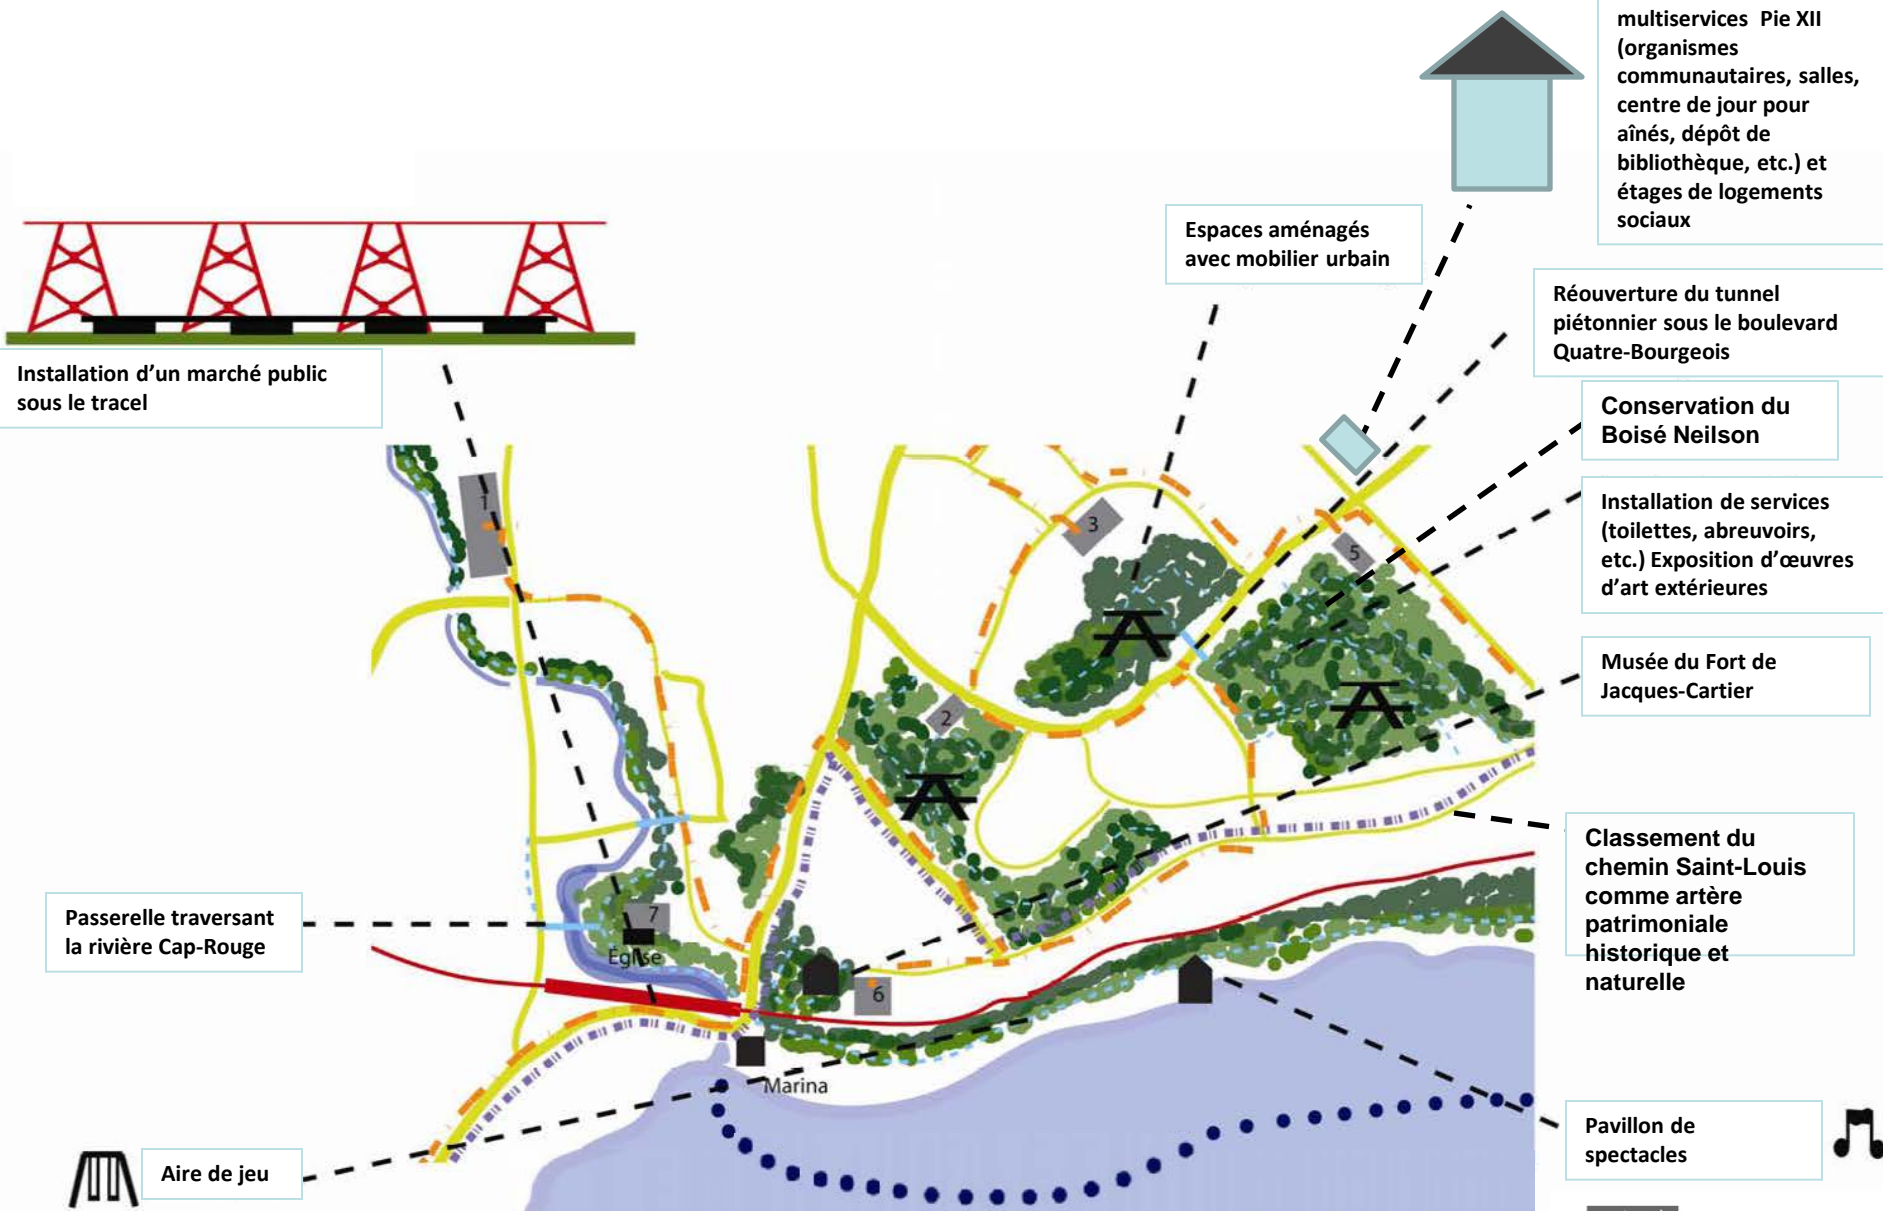 multiservices Pie XII
(organismes
communautaires, salles,
centre de jour pour
aînés, dépôt de
bibliothèque, etc.) et
étages de logements
sociaux
Espaces aménagés
avec mobilier urbain
Réouverture du tunnel
piétonnier sous le boulevard
Quatre-Bourgeois
Installation d’un marché public
sous le tracel
Conservation du
Boisé Neilson
Installation de services
(toilettes, abreuvoirs,
etc.) Exposition d’œuvres
d’art extérieures
1
3
5
Musée du Fort de
Jacques-Cartier
2
Classement du
chemin Saint-Louis
comme artère
patrimoniale
historique et
naturelle
Passerelle traversant
la rivière Cap-Rouge
7
Église
6
Marina
Pavillon de
spectacles
Aire de jeu